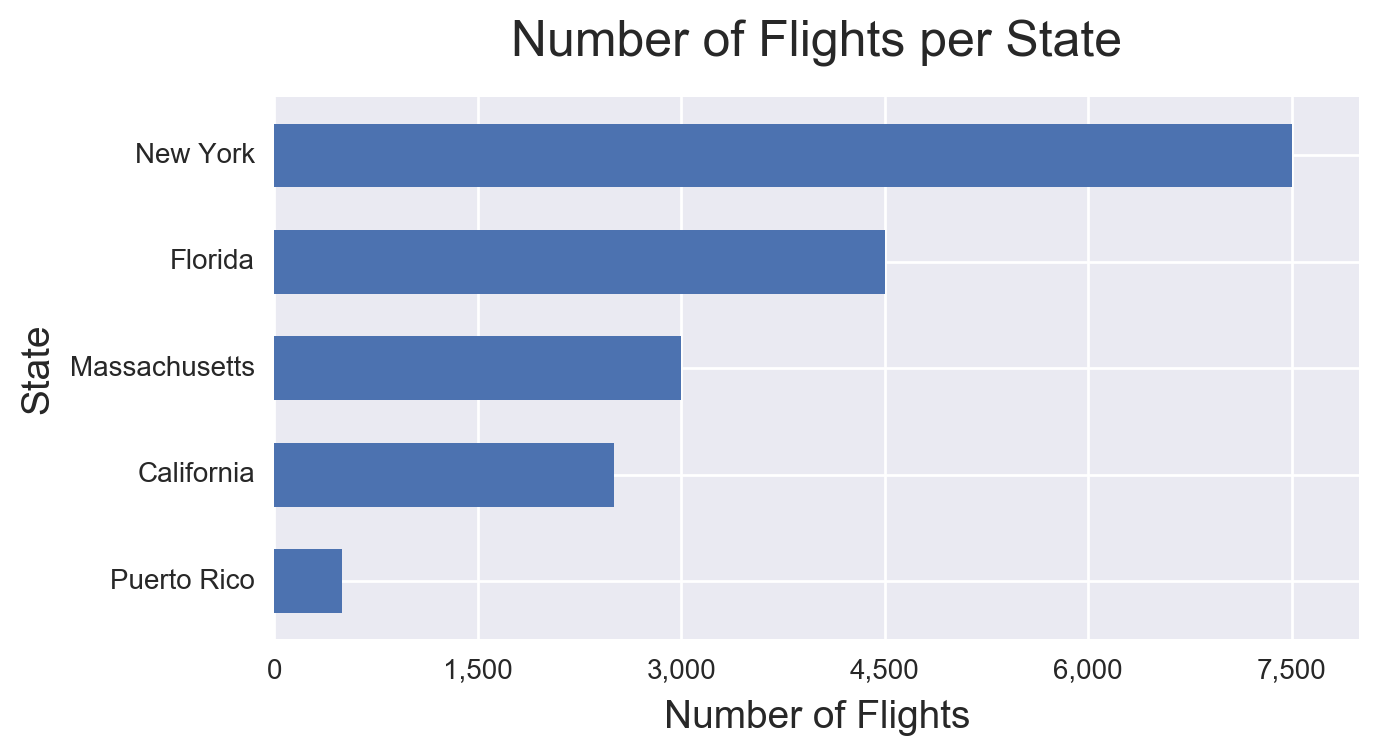 Number of Flights per State
New York
Florida
Massachusetts
California
Puerto Rico
State
0 1,500 3,000 4,500 6,000 7,500
Number of Flights